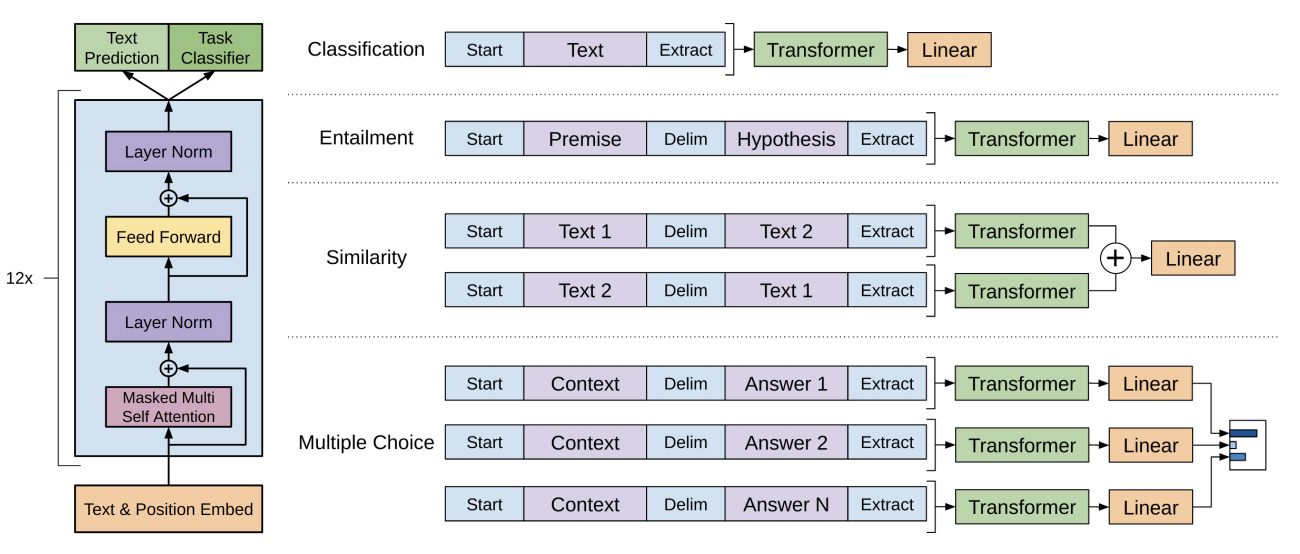 Text
Prediction
Task
Classifier
12x
Layer Norm
Feed Forward
Layer Norm
Masked Multi
Self Attention
Text & Position Embed
Classification Start Text Extract Transformer Linear
Entailment Start Premise Delim Hypothesis Extract Transformer Linear
Similarity
Start Text 1 Delim Text 2 Extract Transformer
+ Linear
Start Text 2 Delim Text 1 Extract Transformer
Multiple Choice
Start Context Delim Answer 1 Extract Transformer Linear
Start Context Delim Answer 2 Extract Transformer Linear
Start Context Delim Answer N Extract Transformer Linear